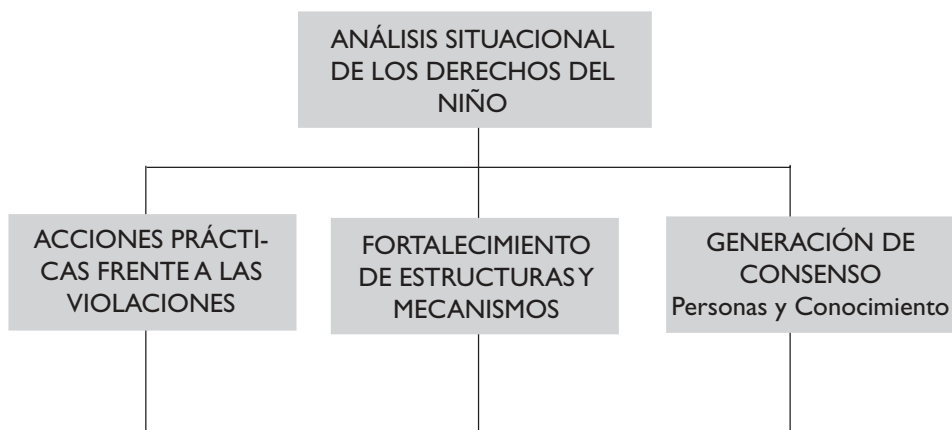 ANÁLISIS SITUACIONAL
DE LOS DERECHOS DEL
NIÑO
ACCIONES PRÁCTI-
CAS FRENTE A LAS
VIOLACIONES
FORTALECIMIENTO
DE ESTRUCTURAS Y
MECANISMOS
GENERACIÓN DE
CONSENSO
Personas y Conocimiento